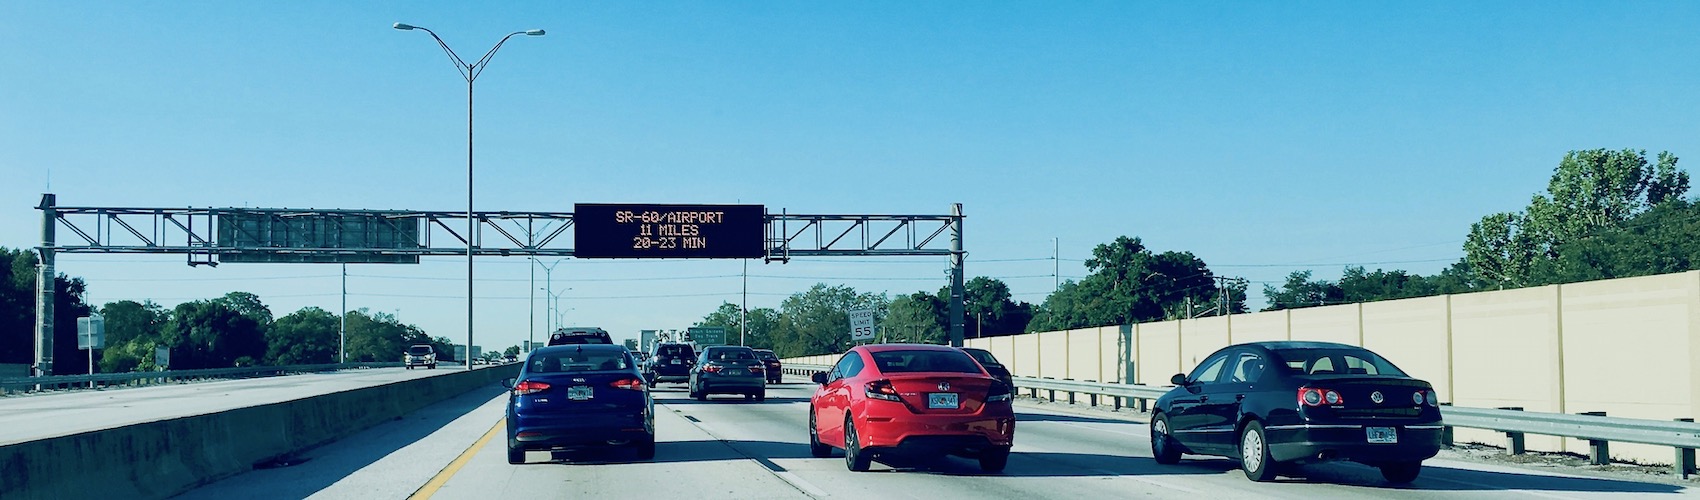 SR-60/AIRPORT
11 MILES
20-23 MIN
SPEED
LIMIT
55